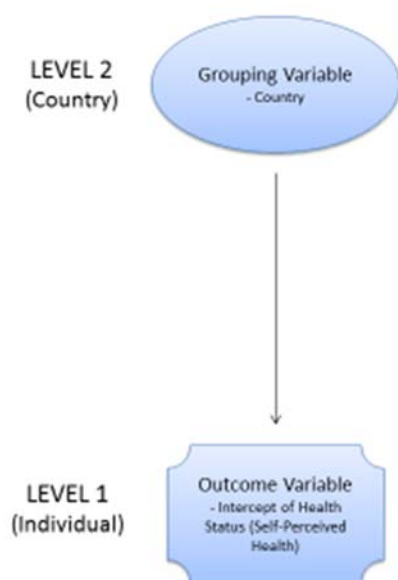 LEVEL 2
(Country)
Grouping Variable
- Country
LEVEL 1
(Individual)
Outcome Variable
- Intercept of Health
Status (Self-Perceived
Health)